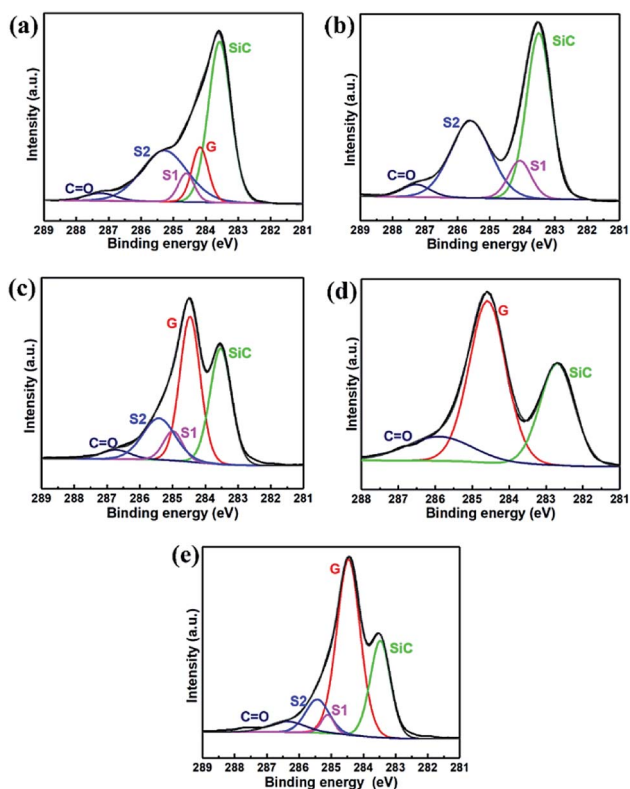 (a)
SiC
S2
G
S1
C=O
Intensity (a.u.)
289 288 287 286 285 284 283 282 281
Binding energy (eV)
(b)
SiC
S2
S1
C=O
Intensity (a.u.)
289 288 287 286 285 284 283 282 281
Binding energy (eV)
(c)
G
SiC
S2
S1
C=O
Intensity (a.u.)
289 288 287 286 285 284 283 282 281
Binding energy (eV)
(d)
G
SiC
C=O
Intensity (a.u.)
288 287 286 285 284 283 282 281
Binding energy (eV)
(e)
G
SiC
S2
S1
C=O
Intensity (a.u.)
289 288 287 286 285 284 283 282 281
Binding energy (eV)